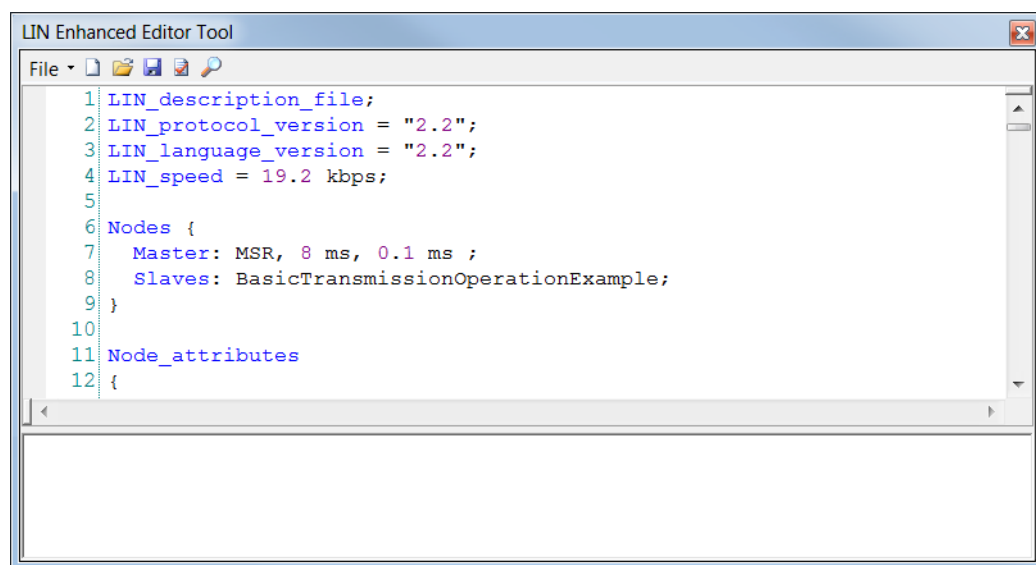 LIN Enhanced Editor Tool
File
1 LIN_description_file;
2 LIN_protocol_version = "2.2";
3 LIN_language_version = "2.2";
4 LIN_speed = 19.2 kbps;
5
6 Nodes {
7   Master: MSR, 8 ms, 0.1 ms ;
8   Slaves: BasicTransmissionOperationExample;
9 }
10
11 Node_attributes
12 {